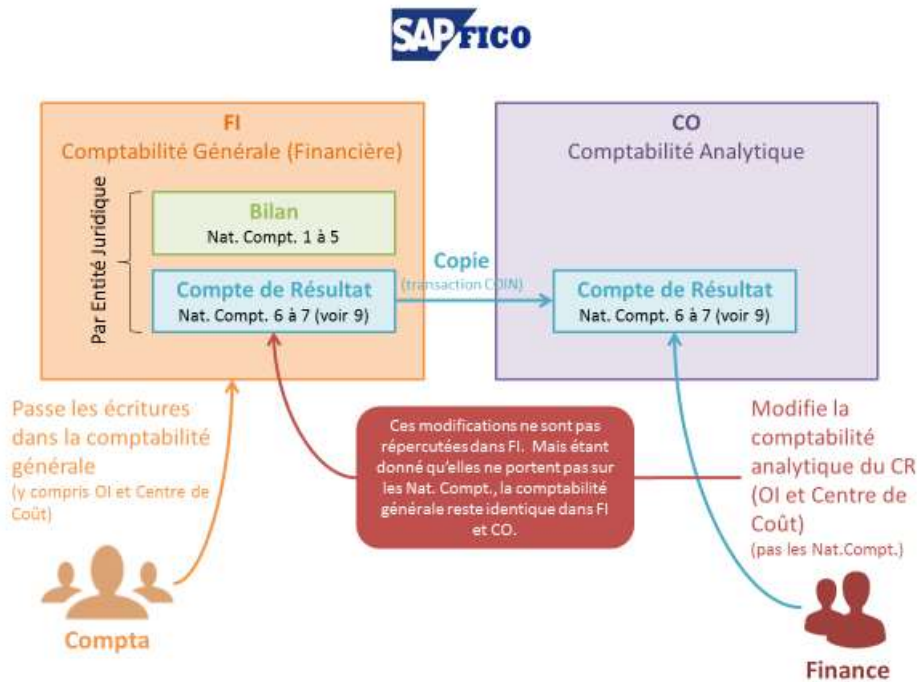 SAP FICO
FI
Comptabilité Générale (Financière)
Par Entité Juridique
Bilan
Nat. Compt. 1 à 5
Compte de Résultat
Nat. Compt. 6 à 7 (voir 9)
Copie
(transaction COIN)
CO
Comptabilité Analytique
Compte de Résultat
Nat. Compt. 6 à 7 (voir 9)
Passe les écritures
dans la comptabilité
générale
(y compris OI et Centre de
Coût)
Compta
Ces modifications ne sont pas
répercutées dans FI. Mais étant
donné qu'elles ne portent pas sur
les Nat. Compt., la comptabilité
générale reste identique dans FI
et CO.
Modifie la
comptabilité
analytique du CR
(OI et Centre de
Coût)
(pas les Nat.Compt.)
Finance